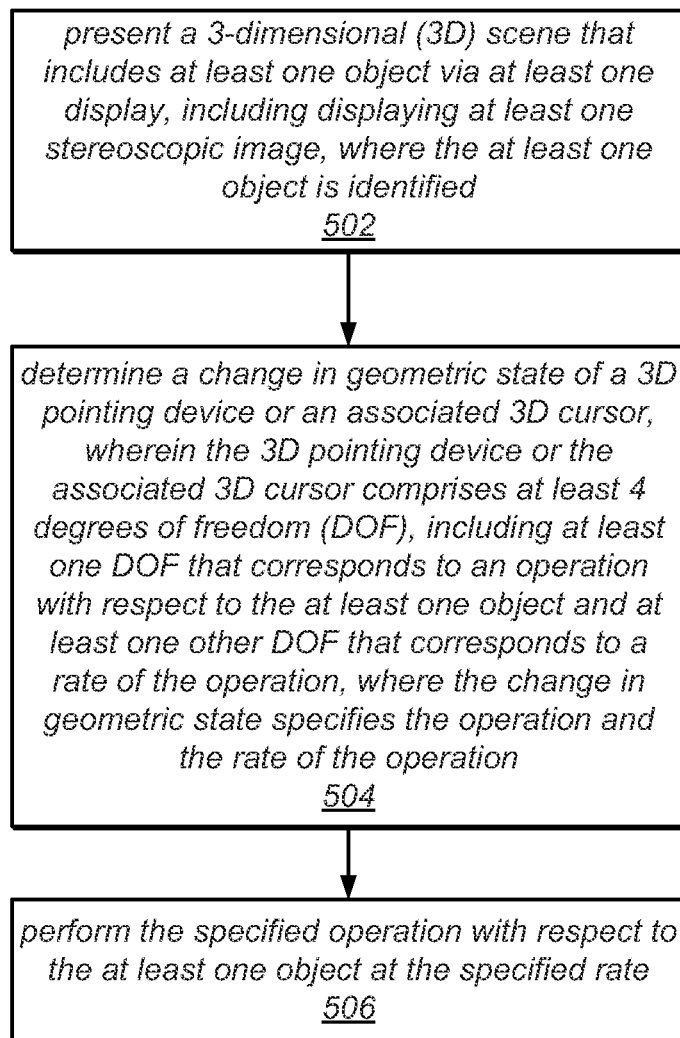 present a 3-dimensional (3D) scene that
includes at least one object via at least one
display, including displaying at least one
stereoscopic image, where the at least one
object is identified
502
determine a change in geometric state of a 3D
pointing device or an associated 3D cursor,
wherein the 3D pointing device or the
associated 3D cursor comprises at least 4
degrees of freedom (DOF), including at least
one DOF that corresponds to an operation
with respect to the at least one object and at
least one other DOF that corresponds to a
rate of the operation, where the change in
geometric state specifies the operation and
the rate of the operation
504
perform the specified operation with respect to
the at least one object at the specified rate
506